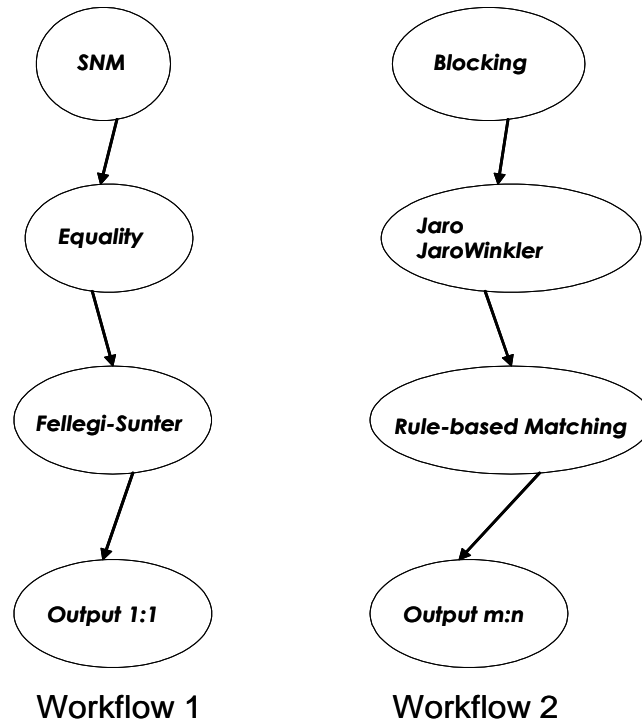 SNM
Equality
Fellegi-Sunter
Output 1:1
Workflow 1
Blocking
Jaro
JaroWinkler
Rule-based Matching
Output m:n
Workflow 2